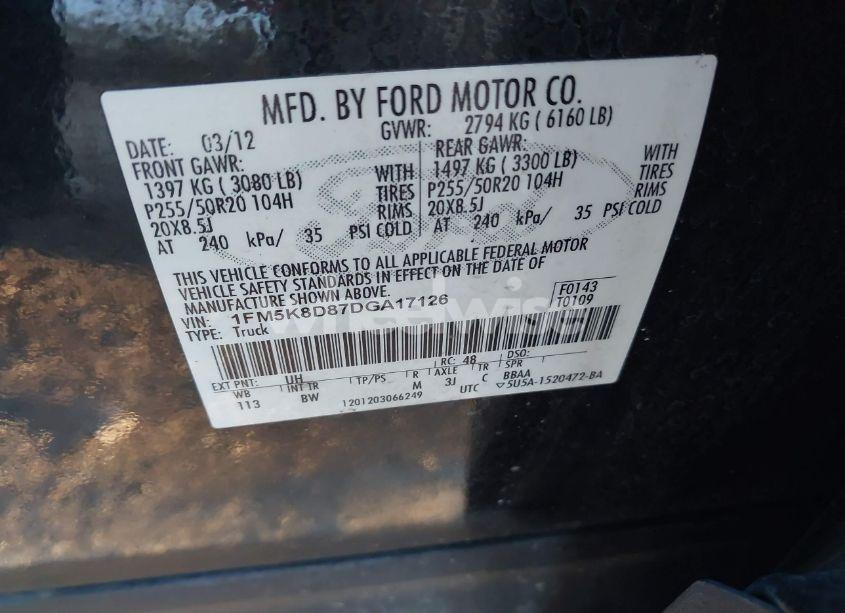 MFD. BY FORD MOTOR CO.
DATE: 03/12 GVWR: 2794 KG ( 6160 LB)
FRONT GAWR: REAR GAWR:
1397 KG ( 3080 LB) WITH 1497 KG ( 3300 LB) WITH
P255/50R20 104H TIRES P255/50R20 104H TIRES
20X8.5J RIMS 20X8.5J RIMS
AT 240 kPa/ 35 PSI COLD AT 240 kPa/ 35 PSI COLD
THIS VEHICLE CONFORMS TO ALL APPLICABLE FEDERAL MOTOR
VEHICLE SAFETY STANDARDS IN EFFECT ON THE DATE OF
MANUFACTURE SHOWN ABOVE.
VIN: 1FM5K8D87DGA17126 F0143
TYPE: Truck T0109
wheelwise
EXT PNT: UH RC: 48 DSO:
WB INT TR TP/PS R AXLE TR SPR
113 BW M 3J C BBAA
1201203066249 UTC ▽5U5A-1520472-BA